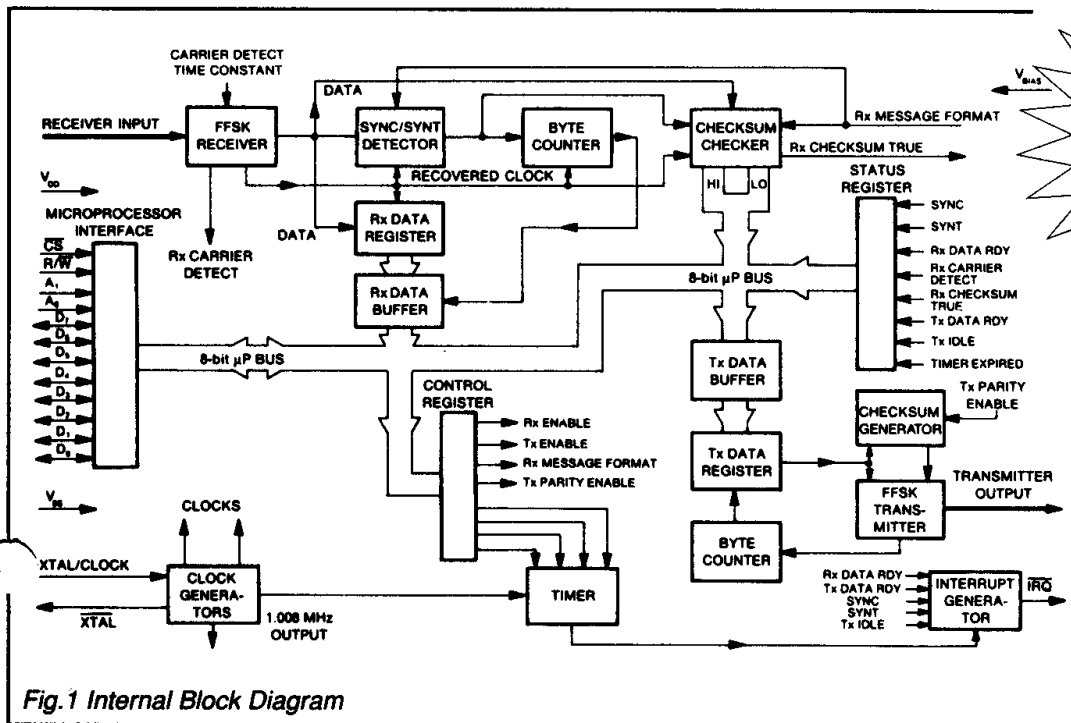 CARRIER DETECT
TIME CONSTANT
DATA
V BIAS
RECEIVER INPUT
FFSK
RECEIVER
SYNC/SYNT
DETECTOR
BYTE
COUNTER
CHECKSUM
CHECKER
Rx MESSAGE FORMAT
Rx CHECKSUM TRUE
RECOVERED CLOCK
HI
LO
STATUS
REGISTER
V DD
MICROPROCESSOR
INTERFACE
Rx CARRIER
DETECT
DATA
Rx DATA
REGISTER
Rx DATA
BUFFER
8-bit µP BUS
SYNC
SYNT
Rx DATA RDY
Rx CARRIER
DETECT
Rx CHECKSUM
TRUE
Tx DATA RDY
Tx IDLE
TIMER EXPIRED
C̅S̅
R/W̅
A₁
A₀
D₇
D₆
D₅
D₄
D₃
D₂
D₁
D₀
8-bit µP BUS
CONTROL
REGISTER
Rx ENABLE
Tx ENABLE
Rx MESSAGE FORMAT
Tx PARITY ENABLE
Tx DATA
BUFFER
Tx DATA
REGISTER
BYTE
COUNTER
Tx PARITY
ENABLE
CHECKSUM
GENERATOR
FFSK
TRANS-
MITTER
TRANSMITTER
OUTPUT
V SS
CLOCKS
XTAL/CLOCK
X̅T̅A̅L̅
CLOCK
GENERA-
TORS
1.008 MHz
OUTPUT
TIMER
Rx DATA RDY
Tx DATA RDY
SYNC
SYNT
Tx IDLE
INTERRUPT
GENERA-
TOR
I̅R̅Q̅
Fig.1 Internal Block Diagram